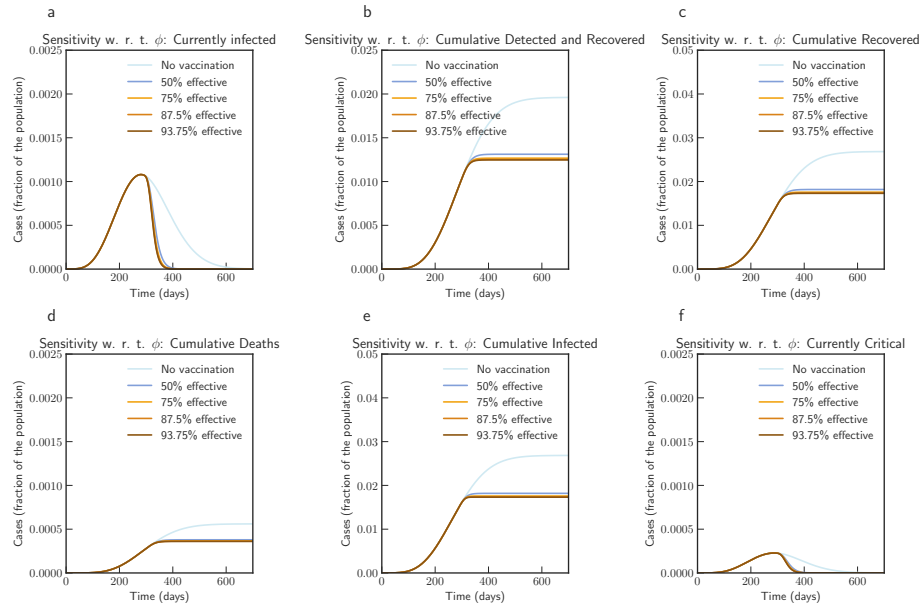 a
Sensitivity w. r. t. ϕ: Currently infected
Cases (fraction of the population)
0.0025
0.0020
0.0015
0.0010
0.0005
0.0000
No vaccination
50% effective
75% effective
87.5% effective
93.75% effective
0 200 400 600
Time (days)
b
Sensitivity w. r. t. ϕ: Cumulative Detected and Recovered
Cases (fraction of the population)
0.025
0.020
0.015
0.010
0.005
0.000
No vaccination
50% effective
75% effective
87.5% effective
93.75% effective
0 200 400 600
Time (days)
c
Sensitivity w. r. t. ϕ: Cumulative Recovered
Cases (fraction of the population)
0.05
0.04
0.03
0.02
0.01
0.00
No vaccination
50% effective
75% effective
87.5% effective
93.75% effective
0 200 400 600
Time (days)
d
Sensitivity w. r. t. ϕ: Cumulative Deaths
Cases (fraction of the population)
0.0025
0.0020
0.0015
0.0010
0.0005
0.0000
No vaccination
50% effective
75% effective
87.5% effective
93.75% effective
0 200 400 600
Time (days)
e
Sensitivity w. r. t. ϕ: Cumulative Infected
Cases (fraction of the population)
0.05
0.04
0.03
0.02
0.01
0.00
No vaccination
50% effective
75% effective
87.5% effective
93.75% effective
0 200 400 600
Time (days)
f
Sensitivity w. r. t. ϕ: Currently Critical
Cases (fraction of the population)
0.0025
0.0020
0.0015
0.0010
0.0005
0.0000
No vaccination
50% effective
75% effective
87.5% effective
93.75% effective
0 200 400 600
Time (days)